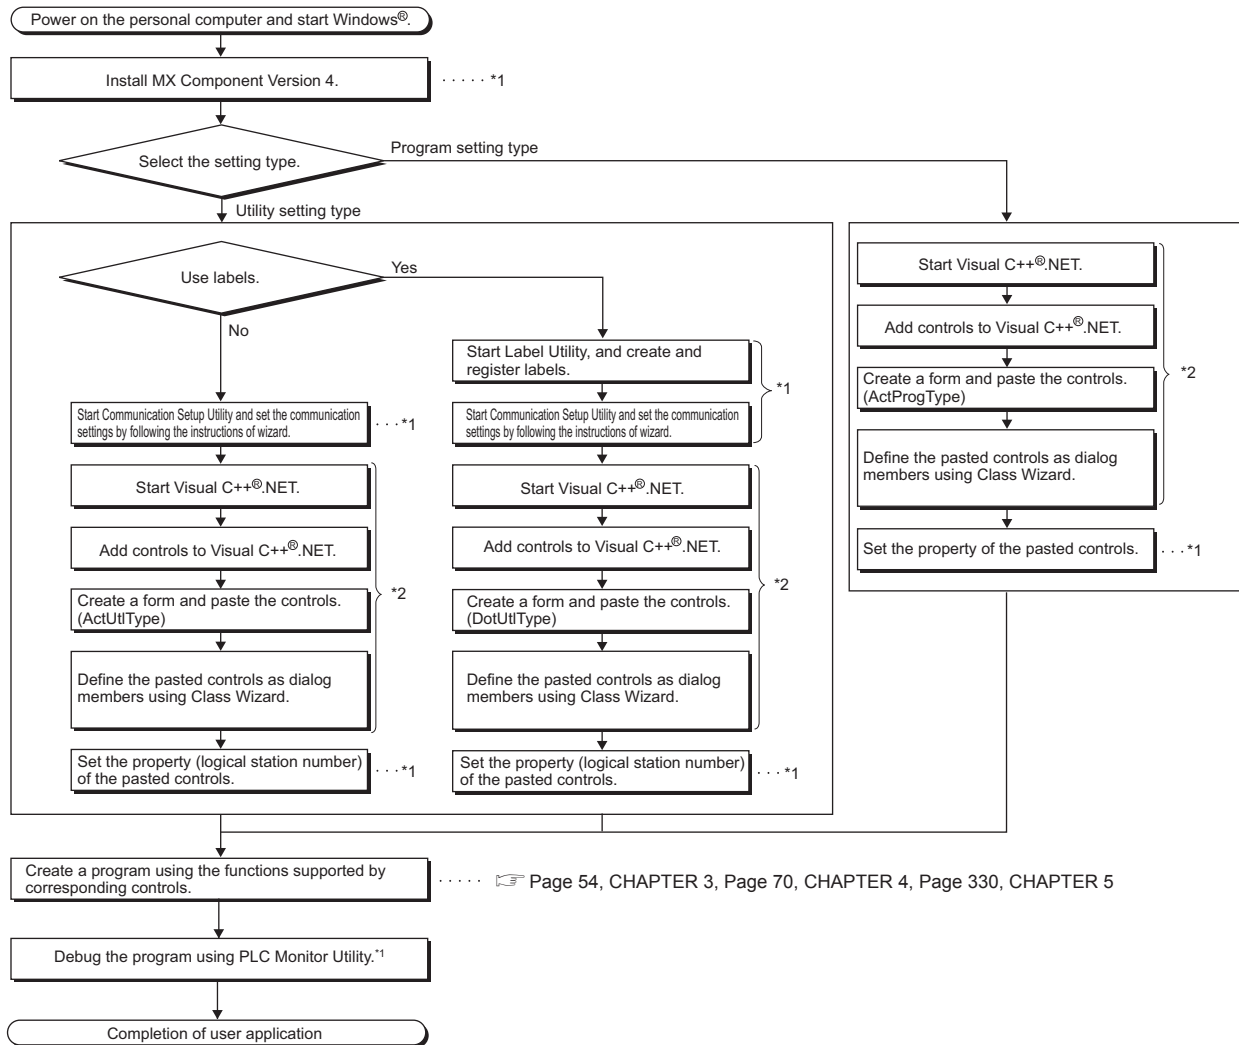 Power on the personal computer and start Windows®.
Install MX Component Version 4.
· · · · · *1
Select the setting type.
Program setting type
Utility setting type
Use labels.
Yes
No
Start Label Utility, and create and
register labels.
Start Communication Setup Utility and set the communication
settings by following the instructions of wizard.
· · · *1
Start Communication Setup Utility and set the communication
settings by following the instructions of wizard.
*1
Start Visual C++®.NET.
Add controls to Visual C++®.NET.
Create a form and paste the controls.
(ActUtlType)
Define the pasted controls as dialog
members using Class Wizard.
*2
Set the property (logical station number)
of the pasted controls.
· · · *1
Start Visual C++®.NET.
Add controls to Visual C++®.NET.
Create a form and paste the controls.
(DotUtlType)
Define the pasted controls as dialog
members using Class Wizard.
*2
Set the property (logical station number)
of the pasted controls.
· · · *1
Start Visual C++®.NET.
Add controls to Visual C++®.NET.
Create a form and paste the controls.
(ActProgType)
Define the pasted controls as dialog
members using Class Wizard.
*2
Set the property of the pasted controls.
· · · *1
Create a program using the functions supported by
corresponding controls.
· · · · · ☞ Page 54, CHAPTER 3, Page 70, CHAPTER 4, Page 330, CHAPTER 5
Debug the program using PLC Monitor Utility.*1
Completion of user application